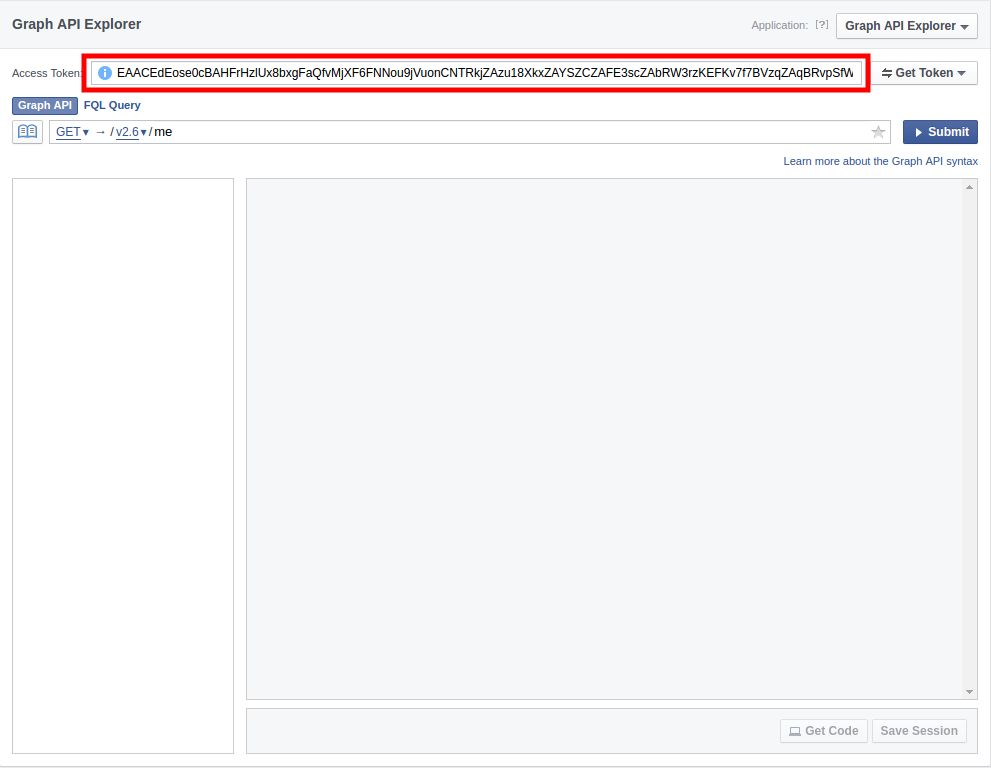 Graph API Explorer
Application: [?] Graph API Explorer
Access Token: EAACEdEose0cBAHFrHzlUx8bxgFaQfvMjXF6FNNou9jVuonCNTRkjZAzu18XkxZAYSZCZAFE3scZAbRW3rzKEFKv7f7BVzqZAqBRvpSfW Get Token
Graph API FQL Query
GET → / v2.6 / me Submit
Learn more about the Graph API syntax
Get Code Save Session